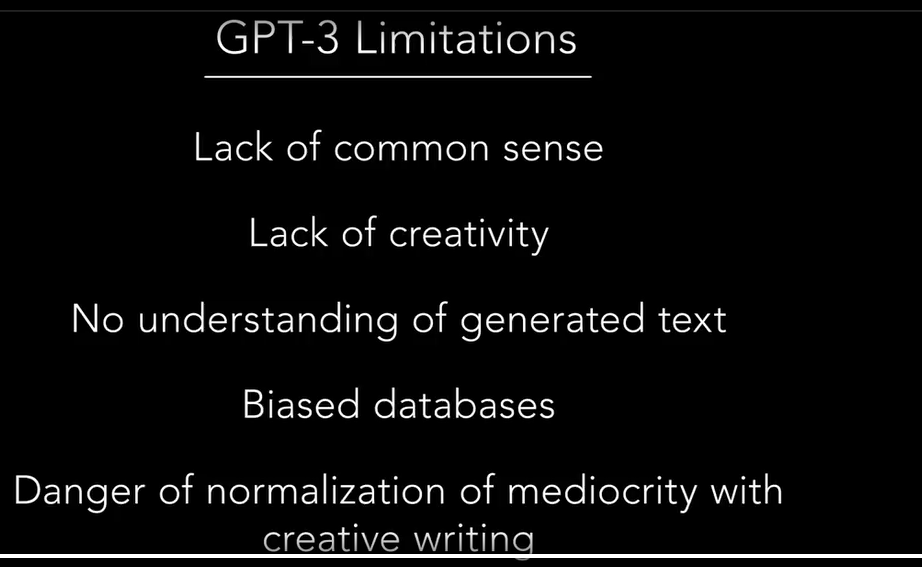 GPT-3 Limitations
Lack of common sense
Lack of creativity
No understanding of generated text
Biased databases
Danger of normalization of mediocrity with
creative writing